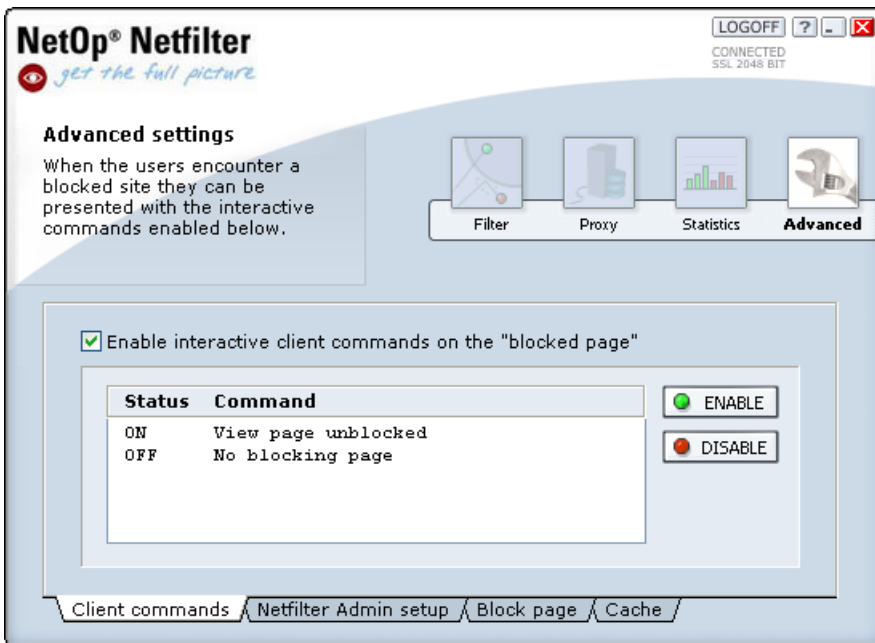 NetOp® Netfilter
get the full picture
LOGOFF ?
CONNECTED
SSL 2048 BIT
Advanced settings
When the users encounter a
blocked site they can be
presented with the interactive
commands enabled below.
Filter Proxy Statistics Advanced
Enable interactive client commands on the "blocked page"
Status Command
ON View page unblocked
OFF No blocking page
ENABLE
DISABLE
Client commands Netfilter Admin setup Block page Cache